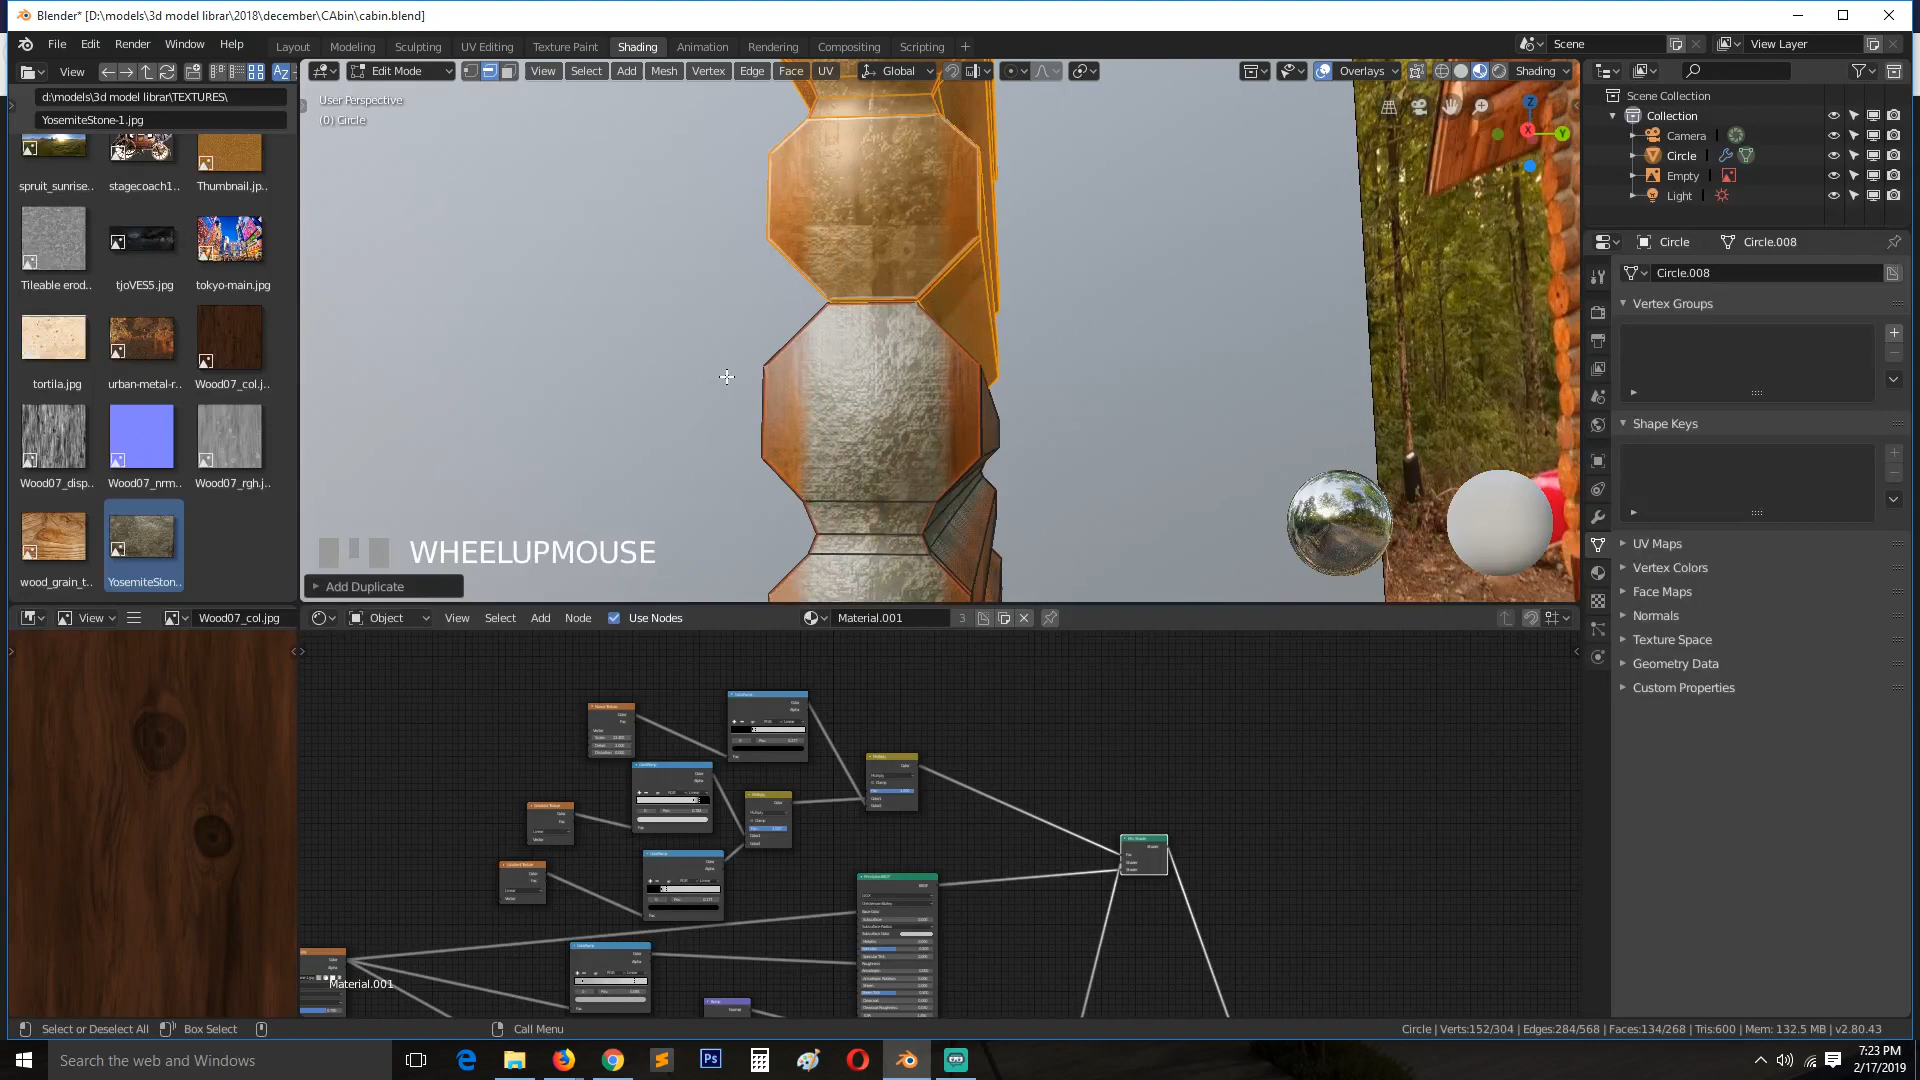 Blender* [D:\models\3d model librar\2018\december\CAbin\cabin.blend]
File Edit Render Window Help
Layout Modeling Sculpting UV Editing Texture Paint Shading Animation Rendering Compositing Scripting +
Scene
View Layer
View
Edit Mode View Select Add Mesh Vertex Edge Face UV Global Overlays Shading
d:\models\3d model librar\TEXTURES\
YosemiteStone-1.jpg
spruit_sunrise.. stagecoach1.. Thumbnail.jp..
Tileable erod.. tjoVES5.jpg tokyo-main.jpg
tortila.jpg urban-metal-r.. Wood07_col.j..
Wood07_disp.. Wood07_nrm.. Wood07_rgh.j..
wood_grain_t.. YosemiteSton..
User Perspective
(0) Circle
WHEELUPMOUSE
Add Duplicate
Scene Collection
Collection
Camera
Circle
Empty
Light
Circle Circle.008
Circle.008
Vertex Groups
Shape Keys
UV Maps
Vertex Colors
Face Maps
Normals
Texture Space
Geometry Data
Custom Properties
View Wood07_col.jpg
Object View Select Add Node Use Nodes Material.001 3
Material.001
Select or Deselect All Box Select Call Menu
Circle | Verts:152/304 | Edges:284/568 | Faces:134/268 | Tris:600 | Mem: 132.5 MB | v2.80.43
Search the web and Windows
7:23 PM
2/17/2019